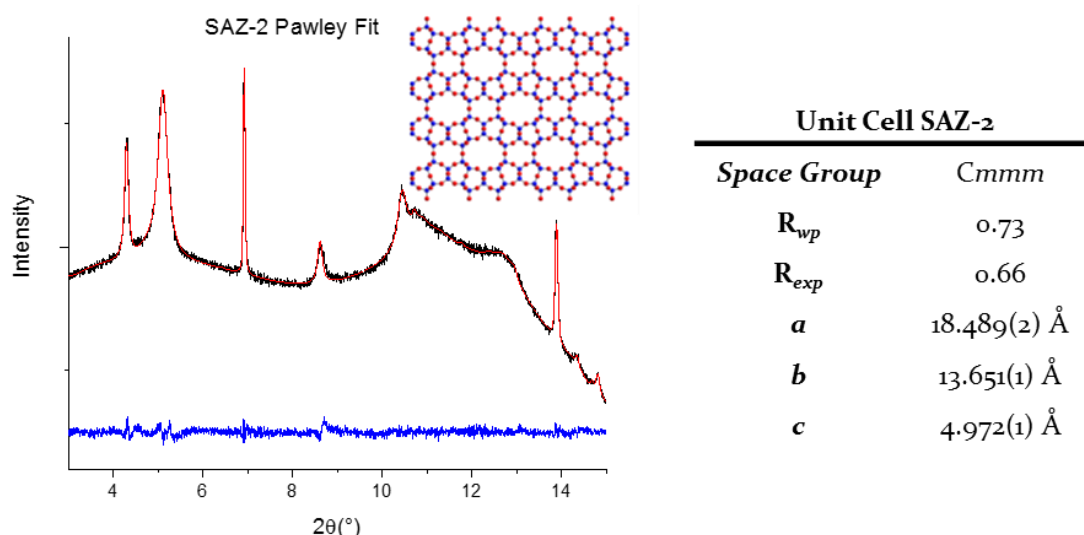 SAZ-2 Pawley Fit
Intensity
4 6 8 10 12 14
2θ(°)
Unit Cell SAZ-2
Space Group Cmmm
Rwp 0.73
Rexp 0.66
a 18.489(2) Å
b 13.651(1) Å
c 4.972(1) Å